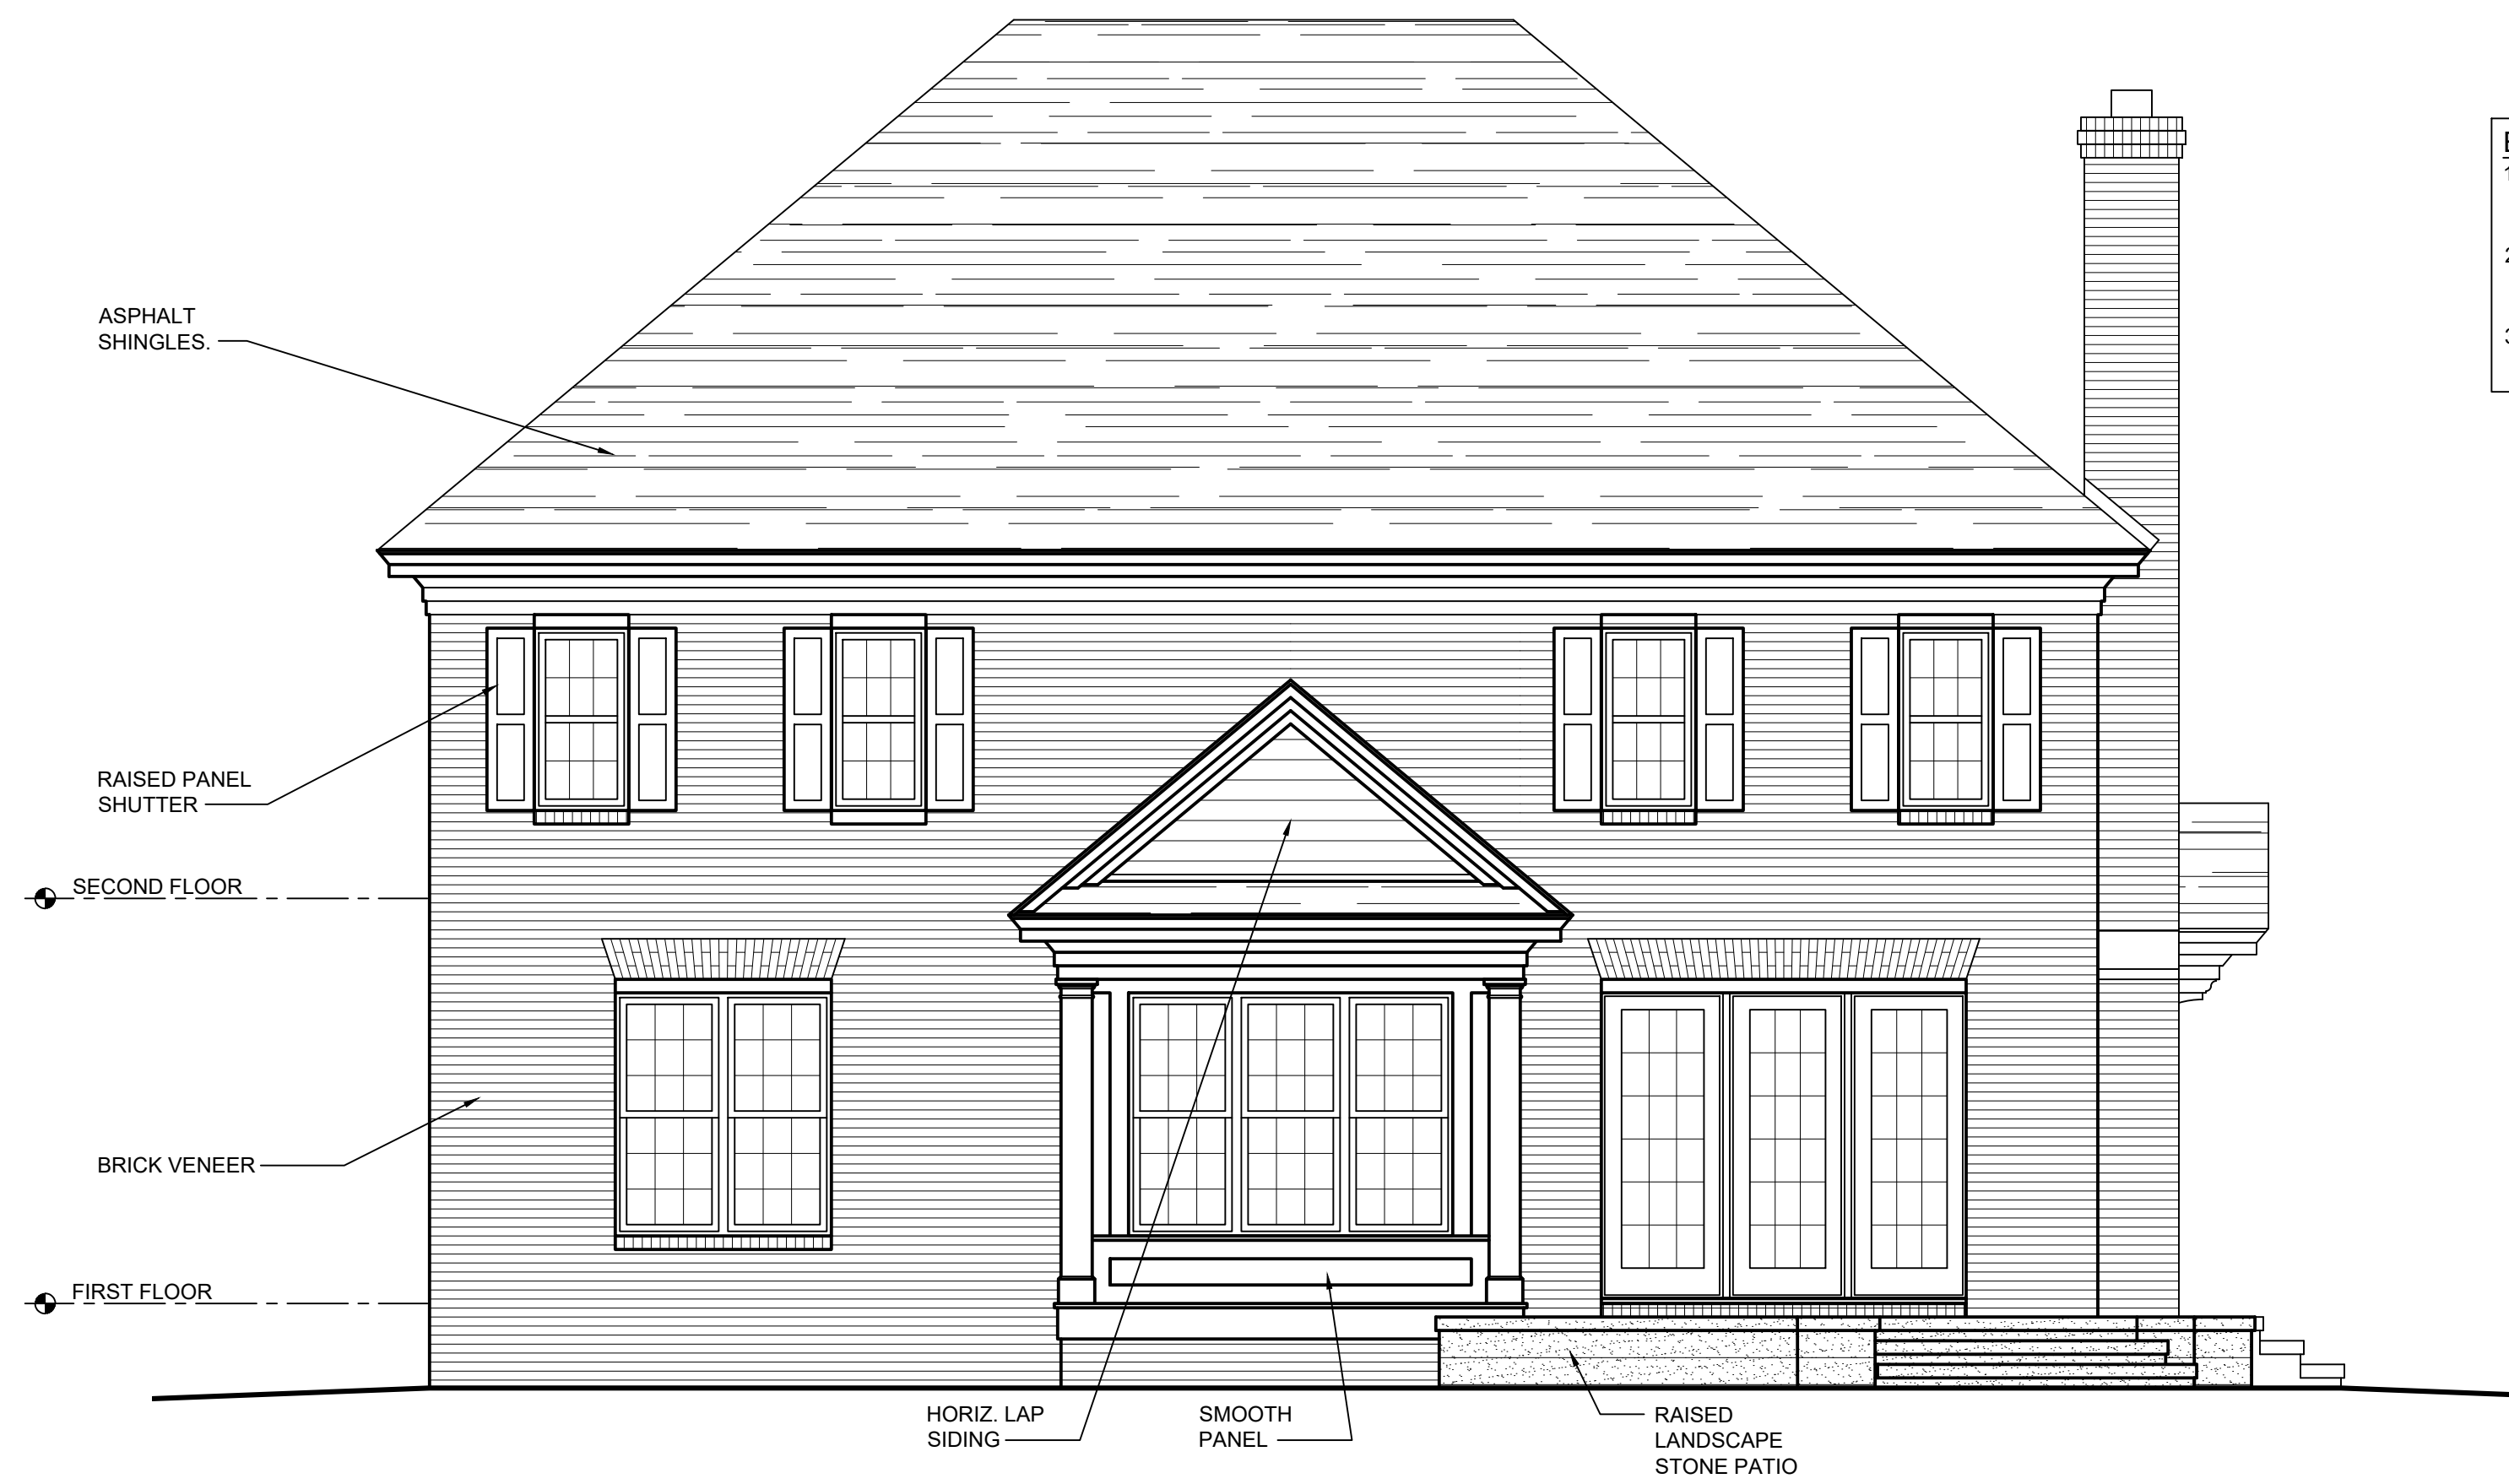 ASPHALT
SHINGLES.
RAISED PANEL
SHUTTER
SECOND FLOOR
BRICK VENEER
FIRST FLOOR
HORIZ. LAP
SIDING
SMOOTH
PANEL
RAISED
LANDSCAPE
STONE PATIO